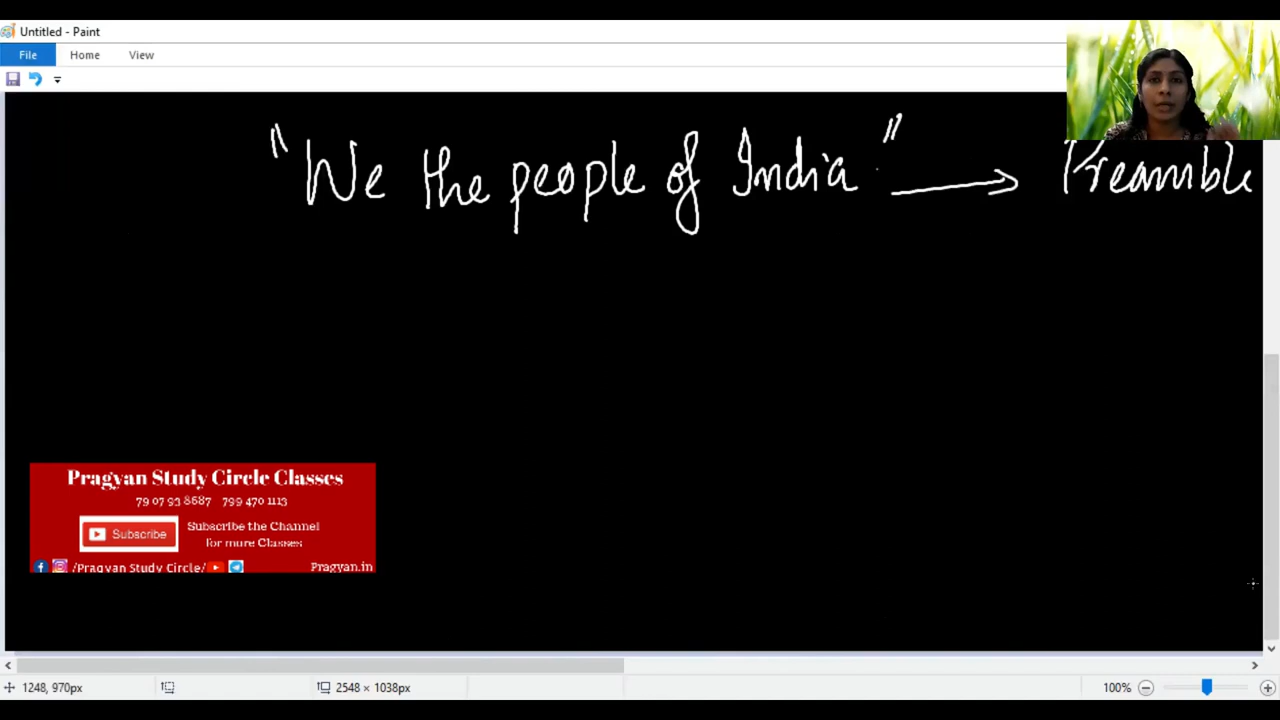 Untitled - Paint
File Home View
"We the people of India" → Preamble
Pragyan Study Circle Classes
79 07 93 8687 799 470 1113
Subscribe
Subscribe the Channel
for more Classes
/Pragyan Study Circle/
Pragyan.in
1248, 970px 2548 × 1038px 100%